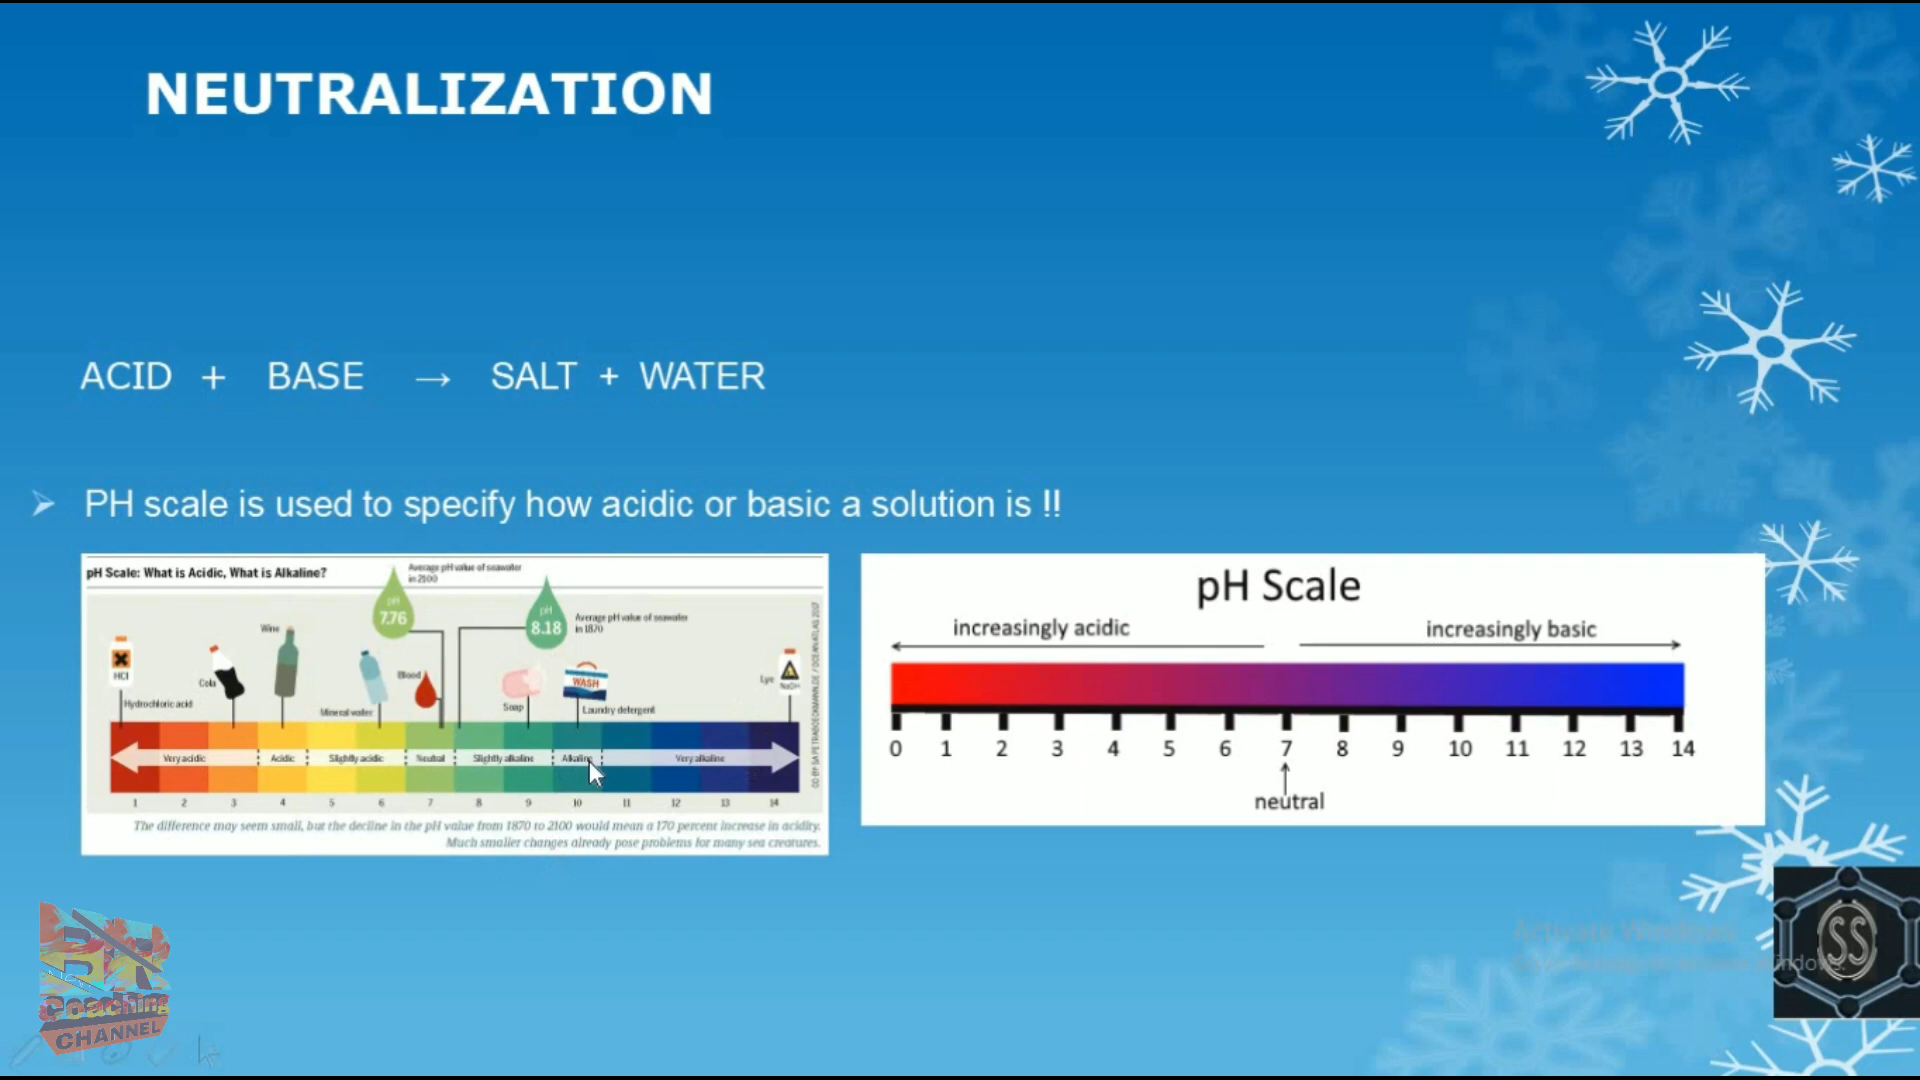 NEUTRALIZATION
ACID + BASE → SALT + WATER
➢ PH scale is used to specify how acidic or basic a solution is !!
pH Scale: What is Acidic, What is Alkaline?
Average pH value of seawater
in 2100
pH
7.76
pH
8.18
Average pH value of seawater
in 1870
Wine
HCl
Cola
Blood
WASH
Lye
NaOH
Hydrochloric acid
Mineral water
Soap
Laundry detergent
Very acidic
Acidic
Slightly acidic
Neutral
Slightly alkaline
Alkaline
Very alkaline
1 2 3 4 5 6 7 8 9 10 11 12 13 14
The difference may seem small, but the decline in the pH value from 1870 to 2100 would mean a 170 percent increase in acidity.
Much smaller changes already pose problems for many sea creatures.
pH Scale
increasingly acidic
increasingly basic
0 1 2 3 4 5 6 7 8 9 10 11 12 13 14
neutral
Coaching
CHANNEL
Activate Windows
SS